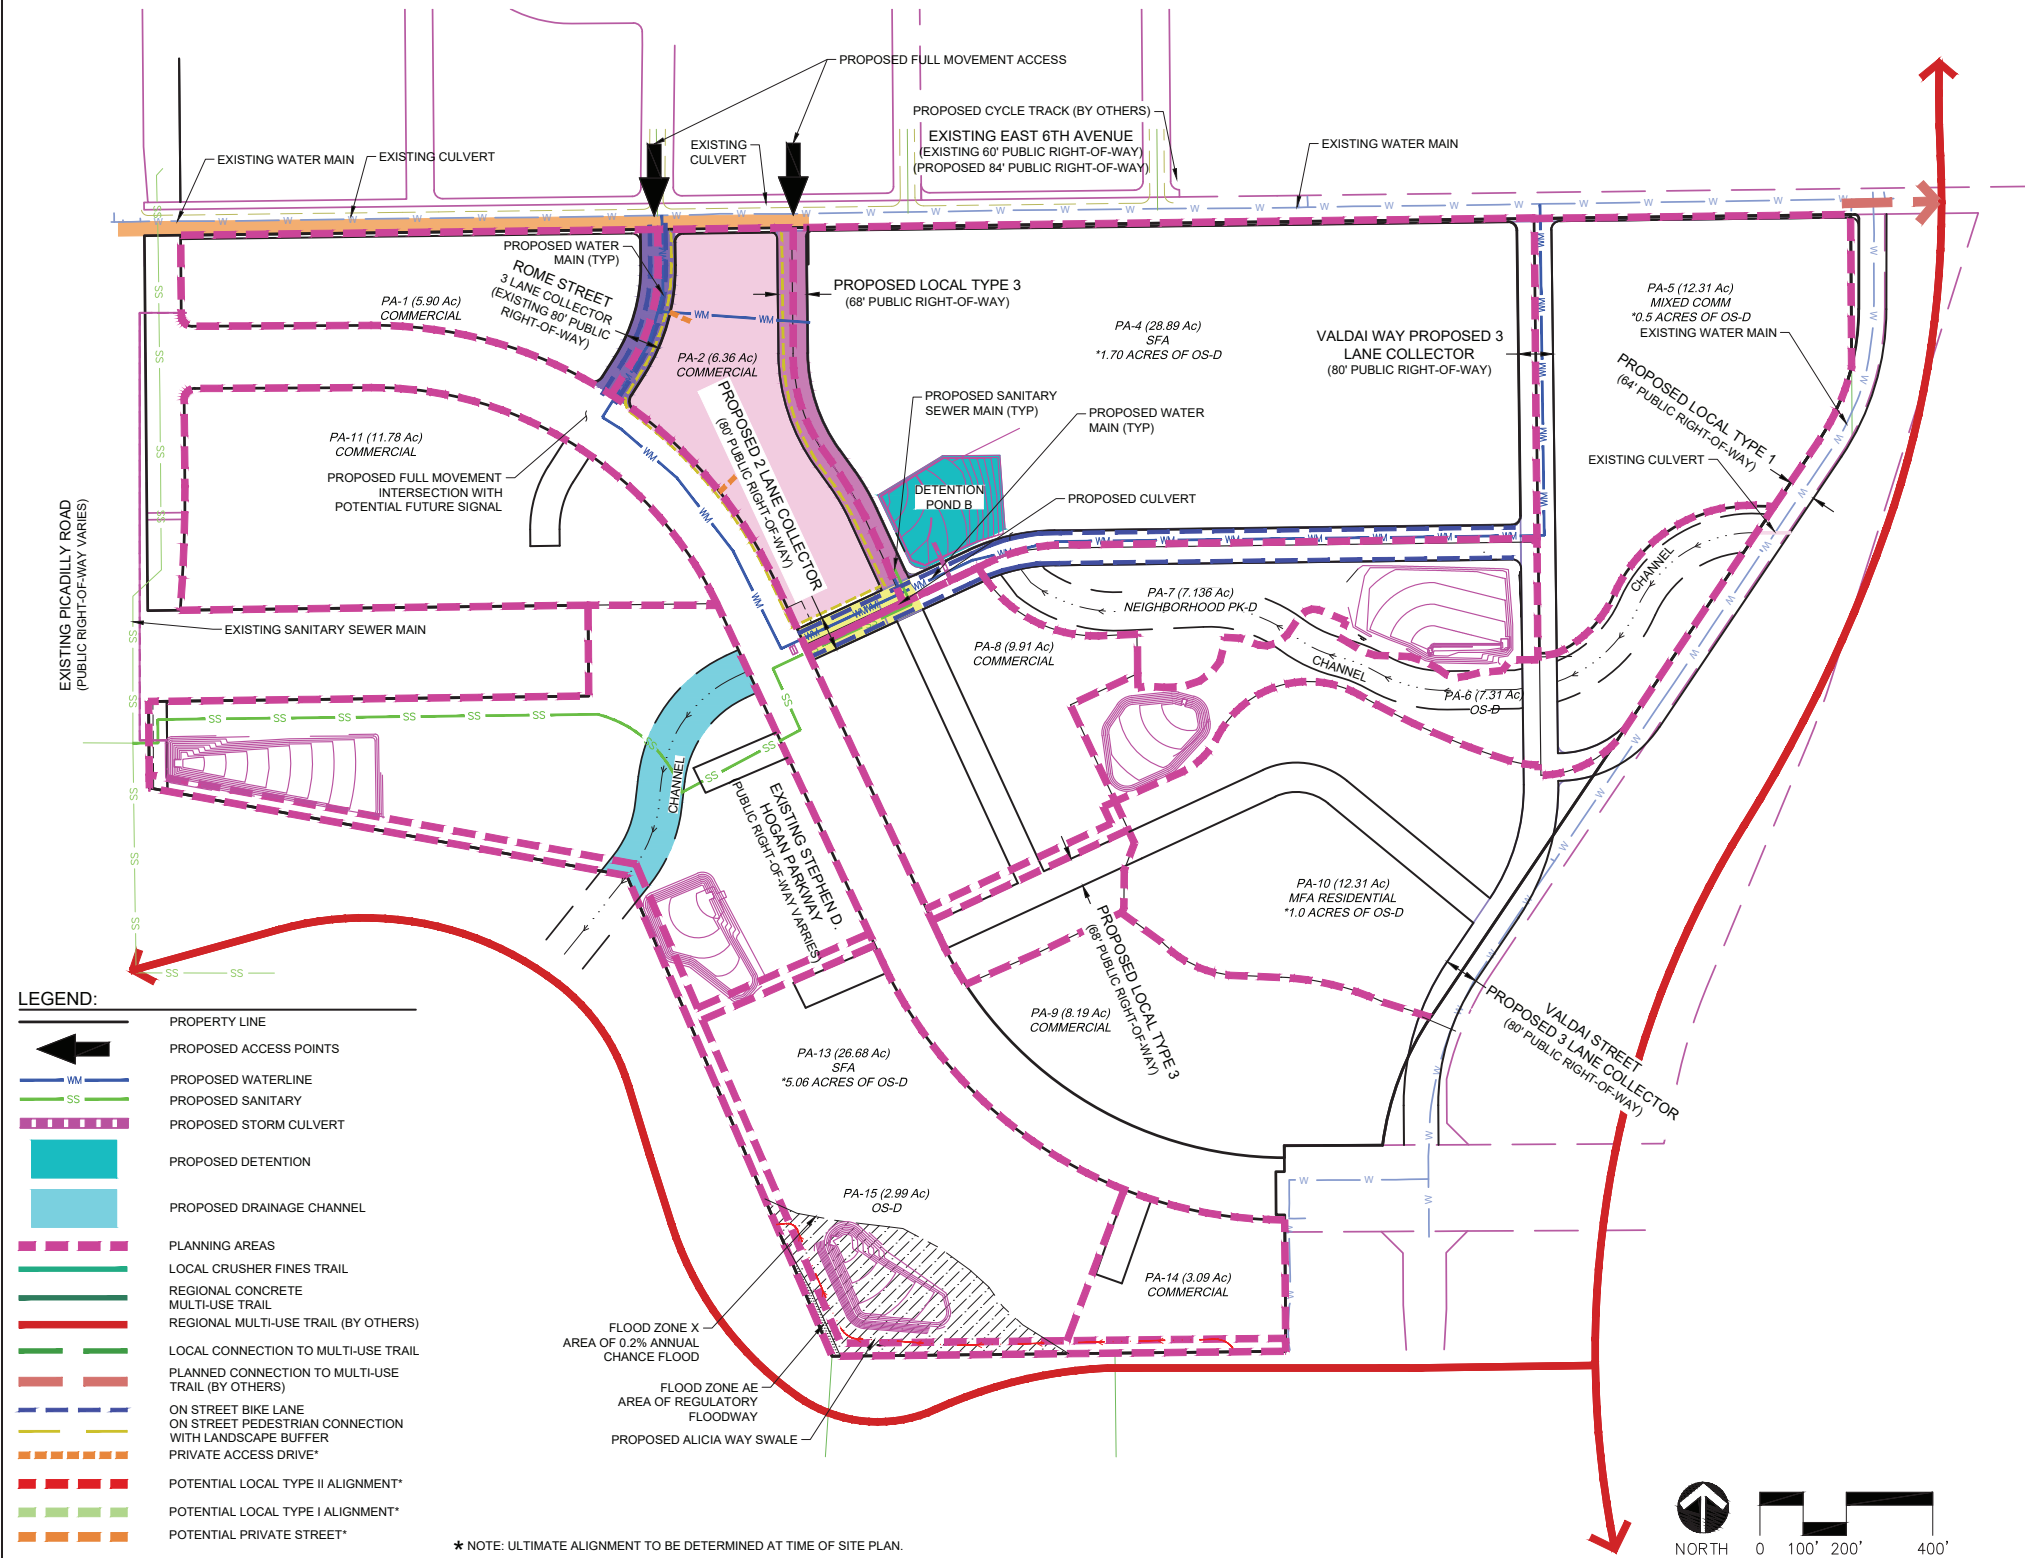 PROPOSED FULL MOVEMENT ACCESS
PROPOSED CYCLE TRACK (BY OTHERS)
EXISTING EAST 6TH AVENUE
(EXISTING 60' PUBLIC RIGHT-OF-WAY)
(PROPOSED 84' PUBLIC RIGHT-OF-WAY)
EXISTING WATER MAIN
EXISTING CULVERT
EXISTING
CULVERT
EXISTING WATER MAIN
PROPOSED WATER
MAIN (TYP)
ROME STREET
3 LANE COLLECTOR
(EXISTING 80' PUBLIC
RIGHT-OF-WAY)
PA-1 (5.90 Ac)
COMMERCIAL
PROPOSED LOCAL TYPE 3
(68' PUBLIC RIGHT-OF-WAY)
PA-4 (28.89 Ac)
SFA
*1.70 ACRES OF OS-D
VALDAI WAY PROPOSED 3
LANE COLLECTOR
(80' PUBLIC RIGHT-OF-WAY)
PA-5 (12.31 Ac)
MIXED COMM
*0.5 ACRES OF OS-D
EXISTING WATER MAIN
PROPOSED LOCAL TYPE 1
(64' PUBLIC RIGHT-OF-WAY)
EXISTING CULVERT
PA-2 (6.36 Ac)
COMMERCIAL
PROPOSED 2 LANE COLLECTOR
(80' PUBLIC RIGHT-OF-WAY)
PROPOSED SANITARY
SEWER MAIN (TYP)
PROPOSED WATER
MAIN (TYP)
PA-11 (11.78 Ac)
COMMERCIAL
PROPOSED FULL MOVEMENT
INTERSECTION WITH
POTENTIAL FUTURE SIGNAL
DETENTION
POND B
PROPOSED CULVERT
EXISTING PICADILLY ROAD
(PUBLIC RIGHT-OF-WAY VARIES)
EXISTING SANITARY SEWER MAIN
PA-7 (7.136 Ac)
NEIGHBORHOOD PK-D
PA-8 (9.91 Ac)
COMMERCIAL
CHANNEL
CHANNEL
PA-6 (7.31 Ac)
OS-D
CHANNEL
EXISTING STEPHEN D.
HOGAN PARKWAY
PUBLIC RIGHT-OF-WAY VARRIES)
PA-10 (12.31 Ac)
MFA RESIDENTIAL
*1.0 ACRES OF OS-D
PROPOSED LOCAL TYPE 3
(68' PUBLIC RIGHT-OF-WAY)
PA-9 (8.19 Ac)
COMMERCIAL
VALDAI STREET
PROPOSED 3 LANE COLLECTOR
(80' PUBLIC RIGHT-OF-WAY)
PA-13 (26.68 Ac)
SFA
*5.06 ACRES OF OS-D
PA-15 (2.99 Ac)
OS-D
PA-14 (3.09 Ac)
COMMERCIAL
FLOOD ZONE X
AREA OF 0.2% ANNUAL
CHANCE FLOOD
FLOOD ZONE AE
AREA OF REGULATORY
FLOODWAY
PROPOSED ALICIA WAY SWALE
LEGEND:
PROPERTY LINE
PROPOSED ACCESS POINTS
WM PROPOSED WATERLINE
SS PROPOSED SANITARY
PROPOSED STORM CULVERT
PROPOSED DETENTION
PROPOSED DRAINAGE CHANNEL
PLANNING AREAS
LOCAL CRUSHER FINES TRAIL
REGIONAL CONCRETE
MULTI-USE TRAIL
REGIONAL MULTI-USE TRAIL (BY OTHERS)
LOCAL CONNECTION TO MULTI-USE TRAIL
PLANNED CONNECTION TO MULTI-USE
TRAIL (BY OTHERS)
ON STREET BIKE LANE
ON STREET PEDESTRIAN CONNECTION
WITH LANDSCAPE BUFFER
PRIVATE ACCESS DRIVE*
POTENTIAL LOCAL TYPE II ALIGNMENT*
POTENTIAL LOCAL TYPE I ALIGNMENT*
POTENTIAL PRIVATE STREET*
* NOTE: ULTIMATE ALIGNMENT TO BE DETERMINED AT TIME OF SITE PLAN.
NORTH
0 100' 200' 400'